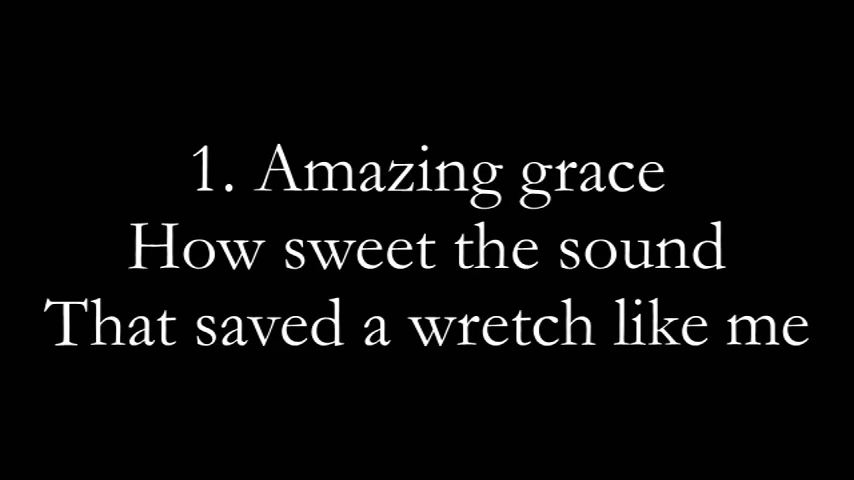 1. Amazing grace
How sweet the sound
That saved a wretch like me